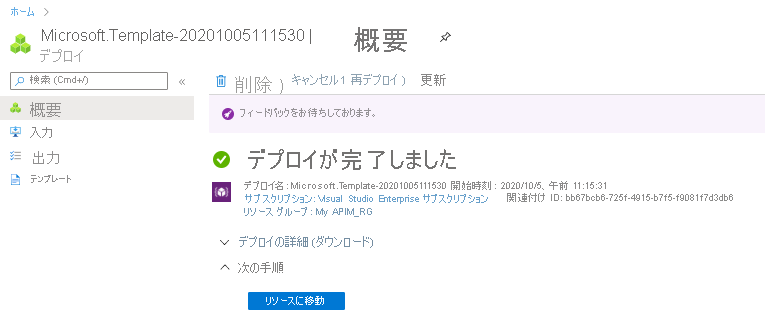 ホーム
Microsoft.Template-20201005111530 | 概要
デプロイ
検索 (Cmd+/)
«
削除 ) キャンセル1 再デプロイ ) 更新
概要
入力
出力
テンプレート
フィードバックをお待ちしております。
デプロイが完了しました
デプロイ名 : Microsoft.Template-20201005111530 開始時刻 : 2020/10/5、午前 11:15:31
サブスクリプション: Visual Studio Enterprise サブスクリプション 関連付け ID: bb67bcb6-725f-4915-b7f5-f9081f7d3db6
リソース グループ : My APIM_RG
デプロイの詳細 (ダウンロード)
次の手順
リソースに移動